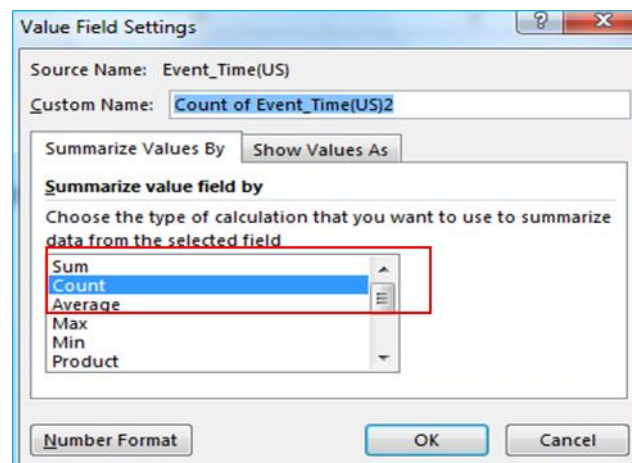 Value Field Settings
Source Name: Event_Time(US)
Custom Name: Count of Event_Time(US)2
Summarize Values By Show Values As
Summarize value field by
Choose the type of calculation that you want to use to summarize
data from the selected field
Sum
Count
Average
Max
Min
Product
Number Format OK Cancel